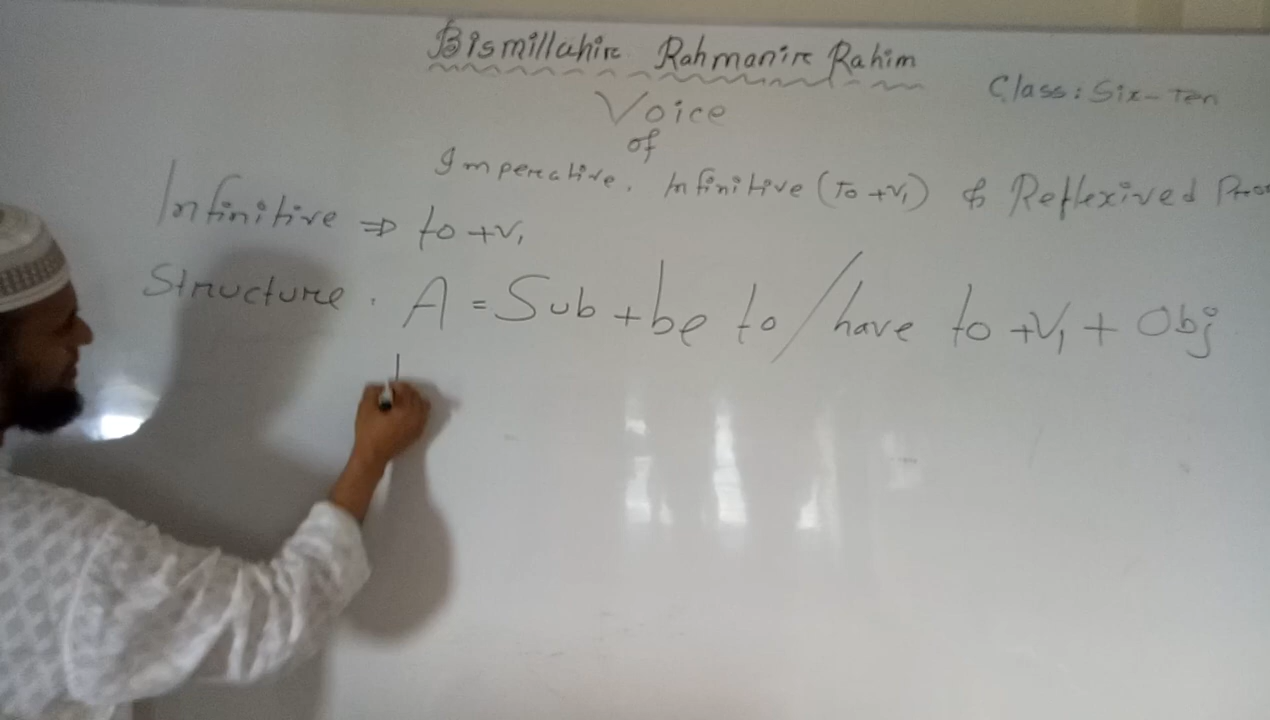 Bismillahir Rahmanir Rahim
Class: Six-Ten
Voice
of
Imperative, Infinitive (To +V₁) & Reflexived
Infinitive ⇒ to +V₁
Structure. A = Sub + be to / have to +V₁ + Obj